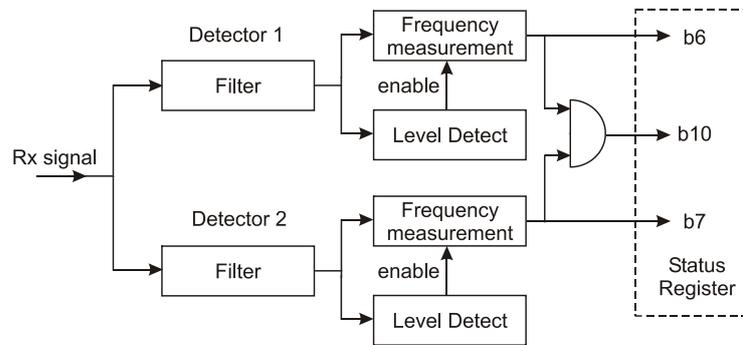 Detector 1
Filter
Frequency
measurement
enable
Level Detect
b6
b10
Rx signal
Detector 2
Filter
Frequency
measurement
enable
Level Detect
b7
Status
Register